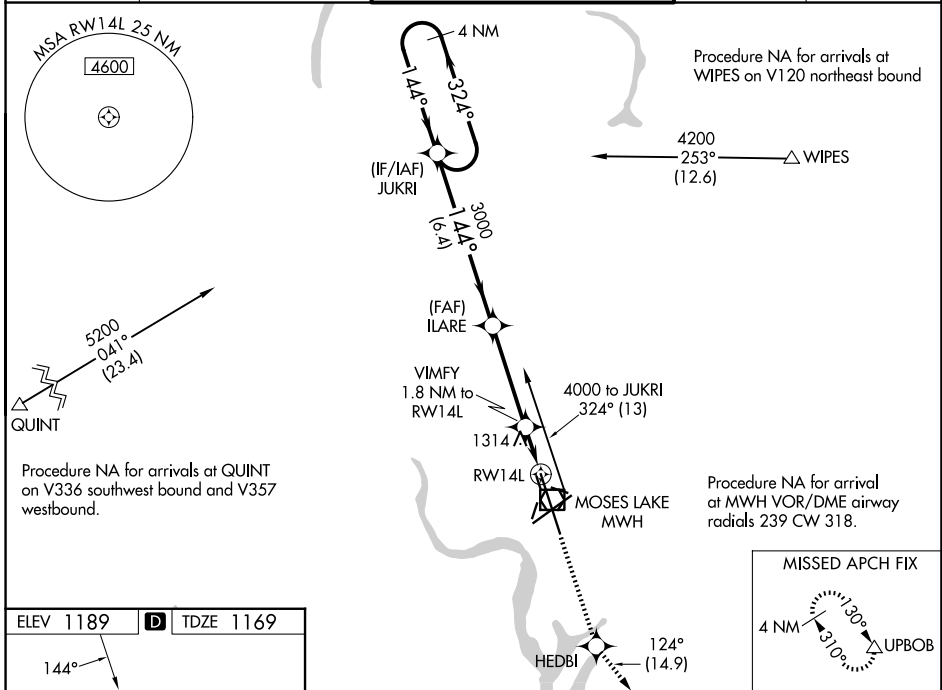 MSA RW14L 25 NM
4600
4 NM
144°
324°
Procedure NA for arrivals at
WIPES on V120 northeast bound
4200
253°
(12.6)
WIPES
(IF/IAF)
JUKRI
3000
144°
(6.4)
5200
041°
(23.4)
QUINT
(FAF)
ILARE
VIMFY
1.8 NM to
RW14L
4000 to JUKRI
324° (13)
1314
RW14L
MOSES LAKE
MWH
Procedure NA for arrivals at QUINT
on V336 southwest bound and V357
westbound.
Procedure NA for arrival
at MWH VOR/DME airway
radials 239 CW 318.
MISSED APCH FIX
4 NM
130°
310°
UPBOB
HEDBI
124°
(14.9)
ELEV 1189 D TDZE 1169
144°